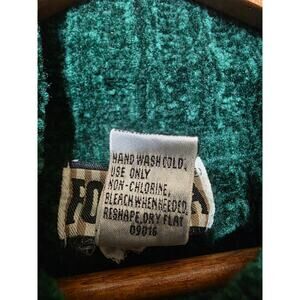 HAND WASH COLD,
USE ONLY
NON-CHLORINE,
BLEACH WHEN NEEDED,
RESHAPE, DRY FLAT
09016